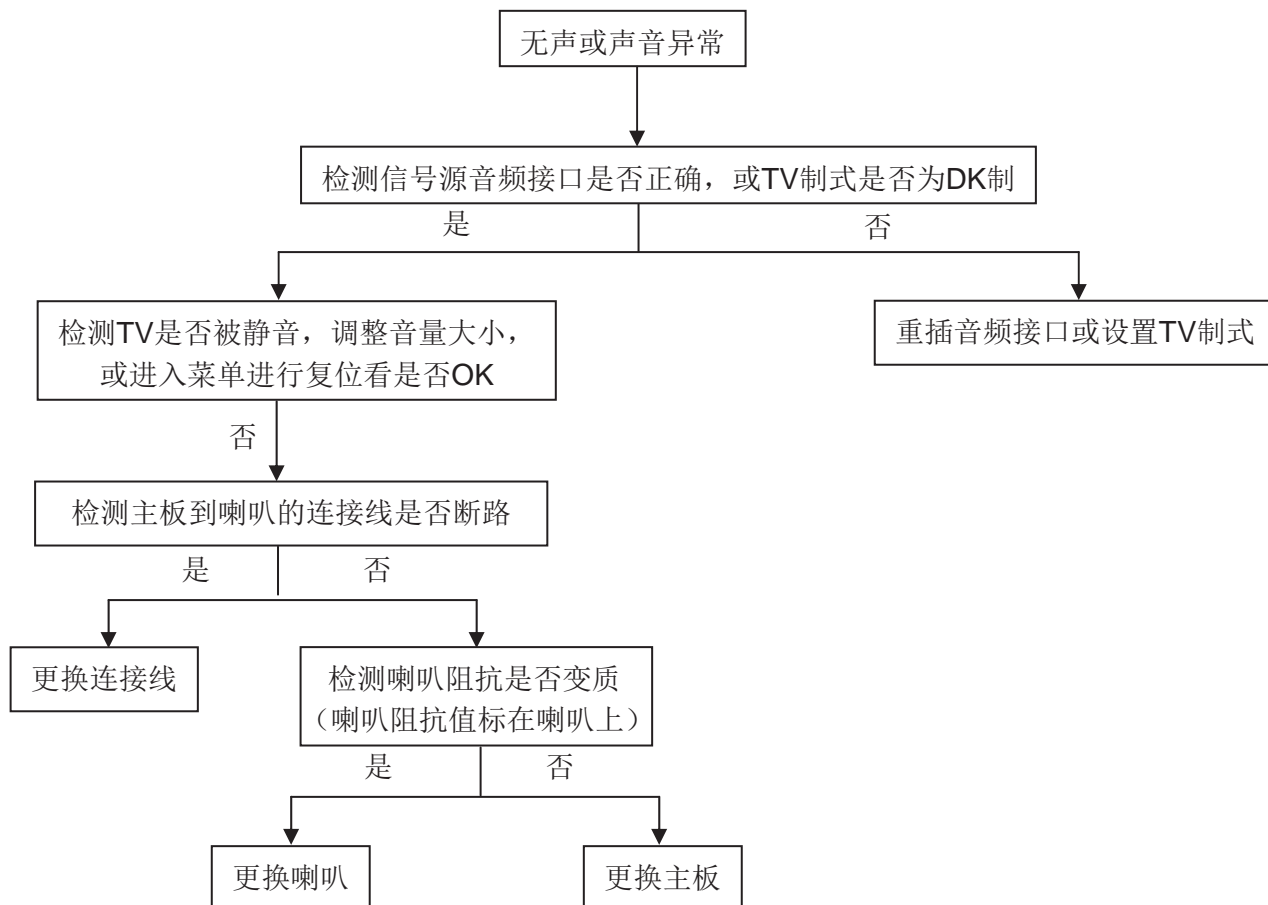 无声或声音异常
检测信号源音频接口是否正确，或TV制式是否为DK制
是
否
检测TV是否被静音，调整音量大小，
或进入菜单进行复位看是否OK
重插音频接口或设置TV制式
否
检测主板到喇叭的连接线是否断路
是
否
更换连接线
检测喇叭阻抗是否变质
（喇叭阻抗值标在喇叭上）
是
否
更换喇叭
更换主板